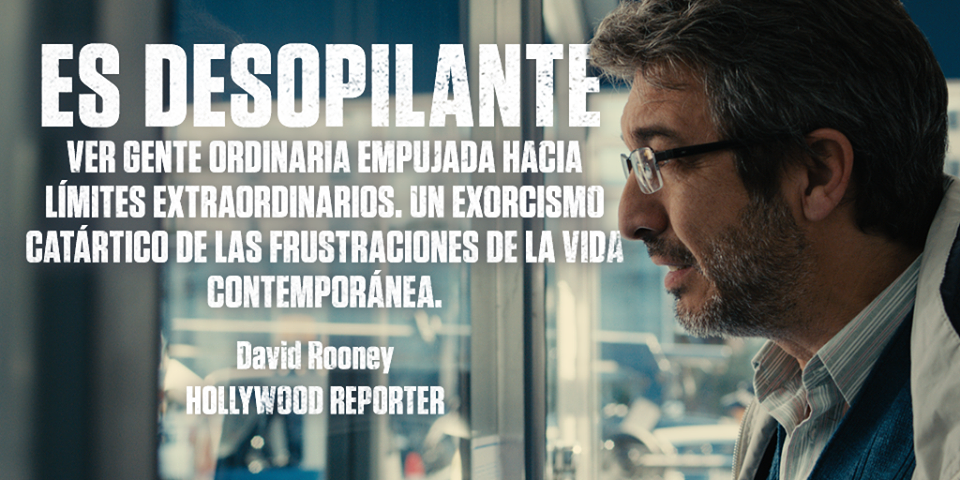 ES DESOPILANTE
VER GENTE ORDINARIA EMPUJADA HACIA
LÍMITES EXTRAORDINARIOS. UN EXORCISMO
CATÁRTICO DE LAS FRUSTRACIONES DE LA VIDA
CONTEMPORÁNEA.
David Rooney
HOLLYWOOD REPORTER